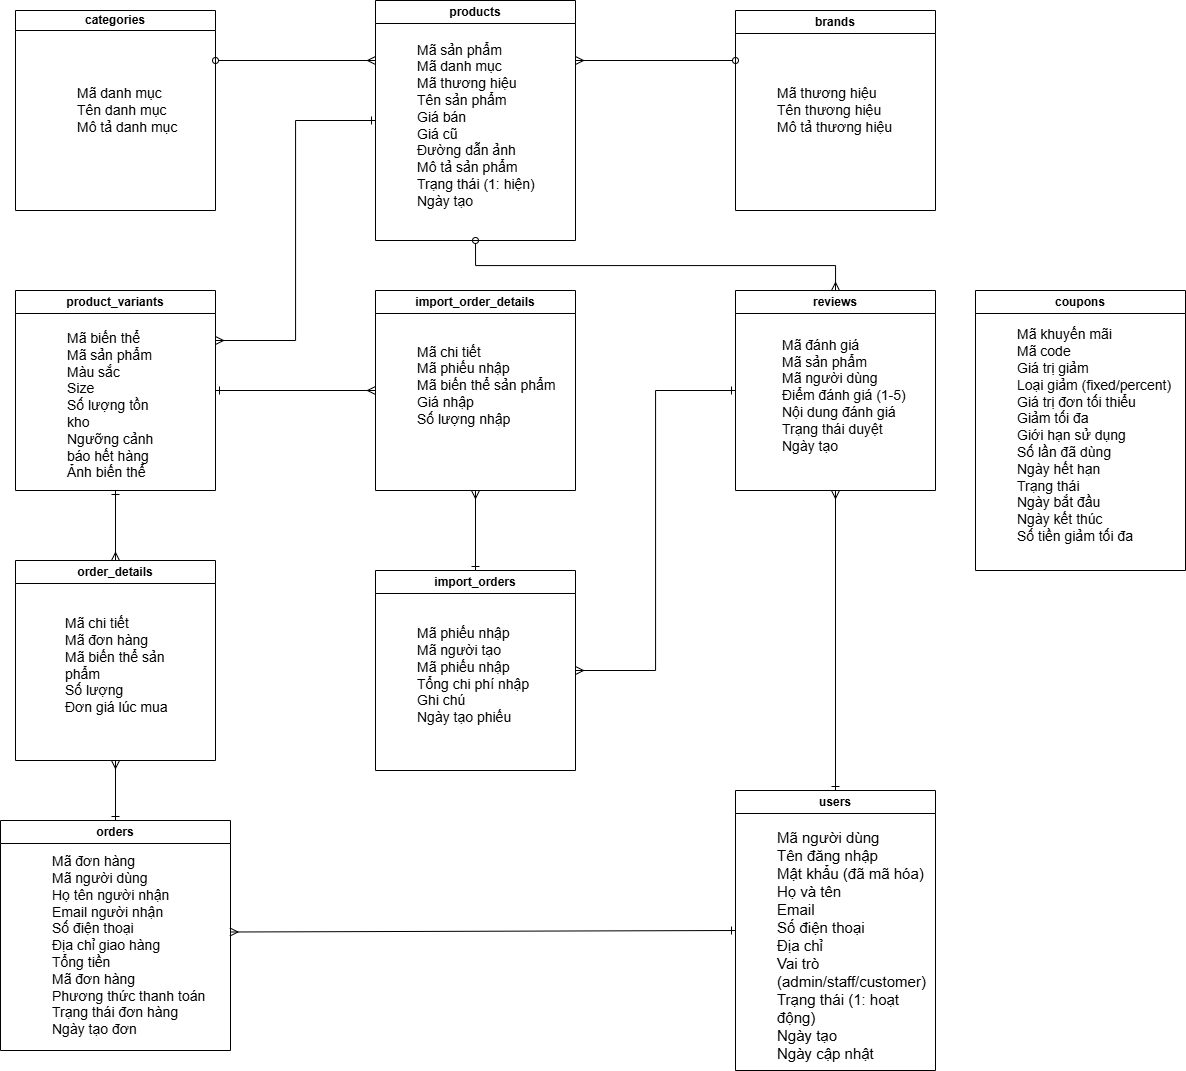 categories
Mã danh mục
Tên danh mục
Mô tả danh mục
products
Mã sản phẩm
Mã danh mục
Mã thương hiệu
Tên sản phẩm
Giá bán
Giá cũ
Đường dẫn ảnh
Mô tả sản phẩm
Trạng thái (1: hiện)
Ngày tạo
brands
Mã thương hiệu
Tên thương hiệu
Mô tả thương hiệu
product_variants
Mã biến thể
Mã sản phẩm
Màu sắc
Size
Số lượng tồn
kho
Ngưỡng cảnh
báo hết hàng
Ảnh biến thể
import_order_details
Mã chi tiết
Mã phiếu nhập
Mã biến thể sản phẩm
Giá nhập
Số lượng nhập
reviews
Mã đánh giá
Mã sản phẩm
Mã người dùng
Điểm đánh giá (1-5)
Nội dung đánh giá
Trạng thái duyệt
Ngày tạo
coupons
Mã khuyến mãi
Mã code
Giá trị giảm
Loại giảm (fixed/percent)
Giá trị đơn tối thiểu
Giảm tối đa
Giới hạn sử dụng
Số lần đã dùng
Ngày hết hạn
Trạng thái
Ngày bắt đầu
Ngày kết thúc
Số tiền giảm tối đa
order_details
Mã chi tiết
Mã đơn hàng
Mã biến thể sản
phẩm
Số lượng
Đơn giá lúc mua
import_orders
Mã phiếu nhập
Mã người tạo
Mã phiếu nhập
Tổng chi phí nhập
Ghi chú
Ngày tạo phiếu
orders
Mã đơn hàng
Mã người dùng
Họ tên người nhận
Email người nhận
Số điện thoại
Địa chỉ giao hàng
Tổng tiền
Mã đơn hàng
Phương thức thanh toán
Trạng thái đơn hàng
Ngày tạo đơn
users
Mã người dùng
Tên đăng nhập
Mật khẩu (đã mã hóa)
Họ và tên
Email
Số điện thoại
Địa chỉ
Vai trò
(admin/staff/customer)
Trạng thái (1: hoạt
động)
Ngày tạo
Ngày cập nhật